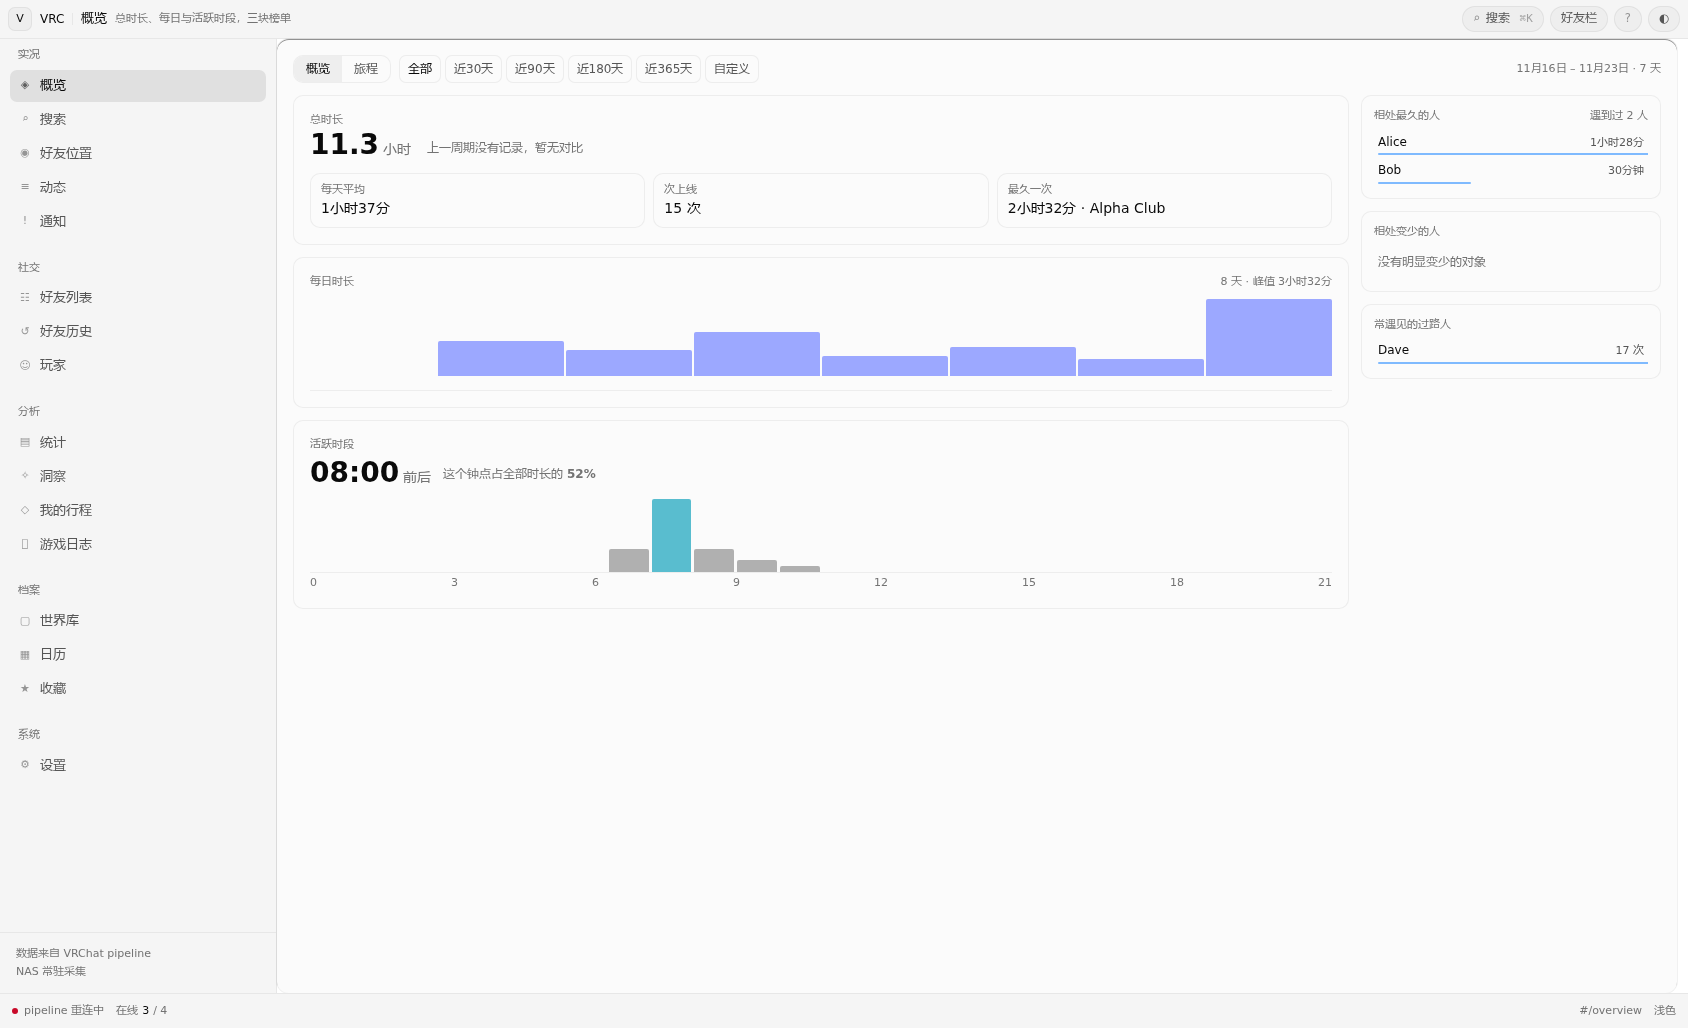 V VRC 概览 总时长、每日与活跃时段，三块榜单
搜索 ⌘K 好友栏 ?
实况
概览
搜索
好友位置
动态
通知
社交
好友列表
好友历史
玩家
分析
统计
洞察
我的行程
游戏日志
档案
世界库
日历
收藏
系统
设置
数据来自 VRChat pipeline
NAS 常驻采集
概览 旅程 全部 近30天 近90天 近180天 近365天 自定义
11月16日 – 11月23日 · 7 天
总时长
11.3 小时 上一周期没有记录，暂无对比
每天平均
1小时37分
次上线
15 次
最久一次
2小时32分 · Alpha Club
每日时长 8 天 · 峰值 3小时32分
活跃时段
08:00 前后 这个钟点占全部时长的 52%
0 3 6 9 12 15 18 21
相处最久的人 遇到过 2 人
Alice 1小时28分
Bob 30分钟
相处变少的人
没有明显变少的对象
常遇见的过路人
Dave 17 次
pipeline 重连中 在线 3 / 4
#/overview 浅色